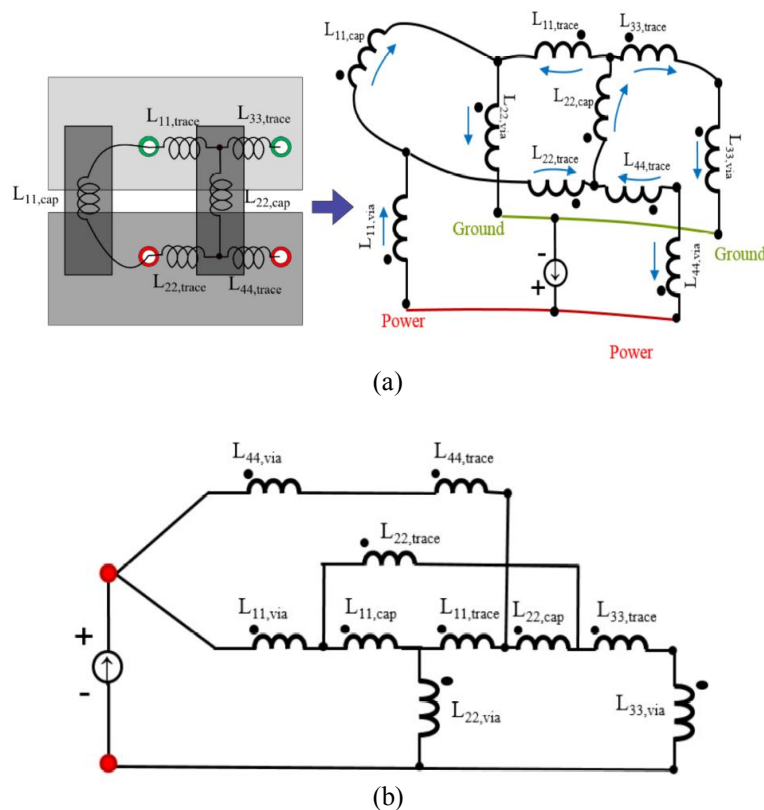 L11,cap
L11,trace
L33,trace
L11,trace
L33,trace
L22,cap
L22,via
L33,via
L11,cap
L22,cap
L22,trace
L44,trace
L22,trace
L44,trace
L11,via
Ground
Ground
L44,via
-
+
Power
Power
(a)
L44,via
L44,trace
L22,trace
+
-
L11,via
L11,cap
L11,trace
L22,cap
L33,trace
L22,via
L33,via
(b)